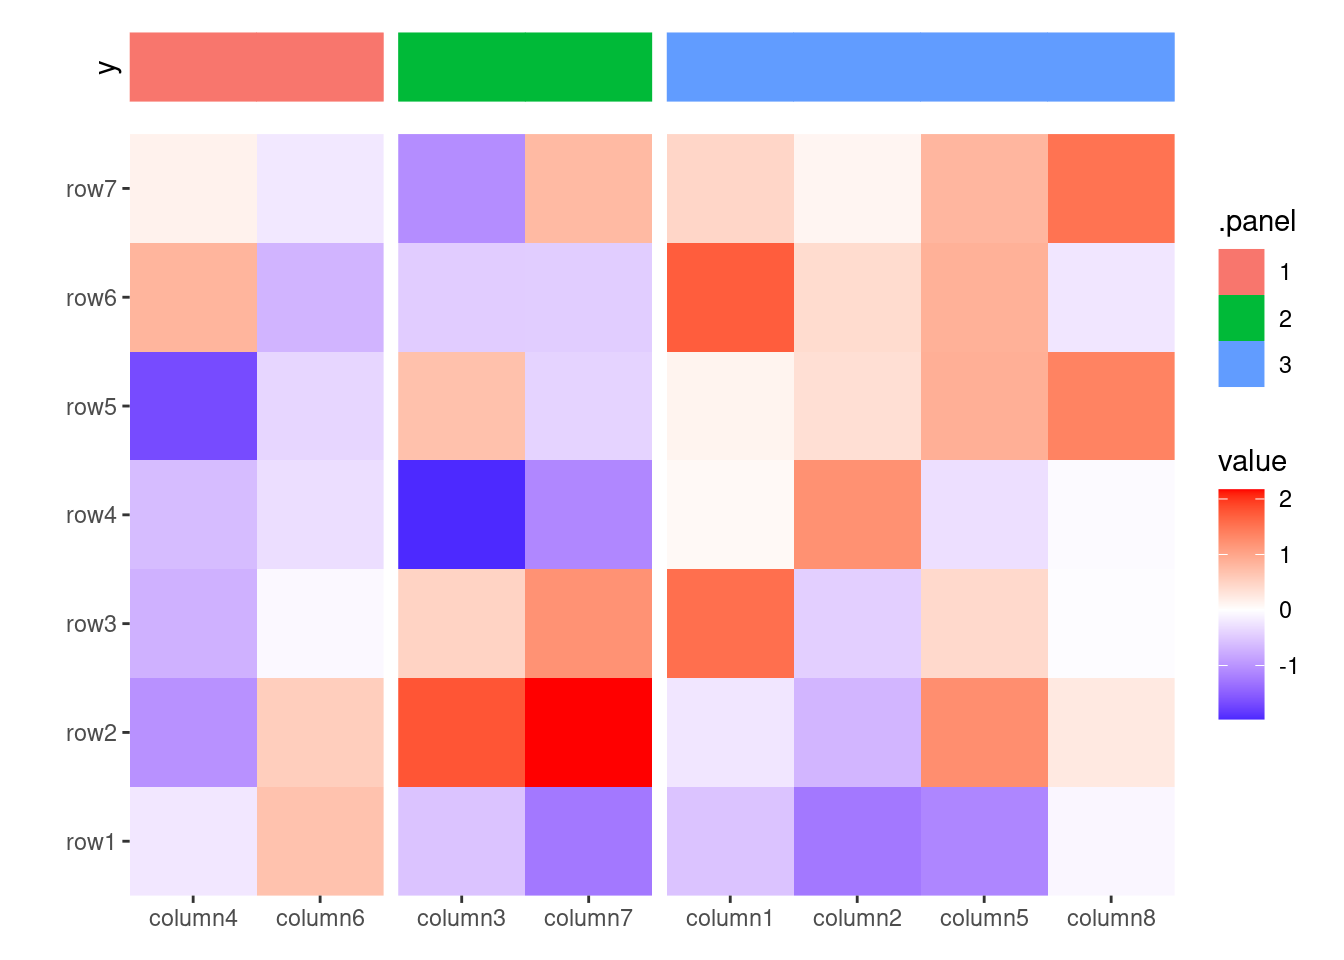 y
row7
row6
row5
row4
row3
row2
row1
column4 column6 column3 column7 column1 column2 column5 column8
.panel
1
2
3
value
2
1
0
-1